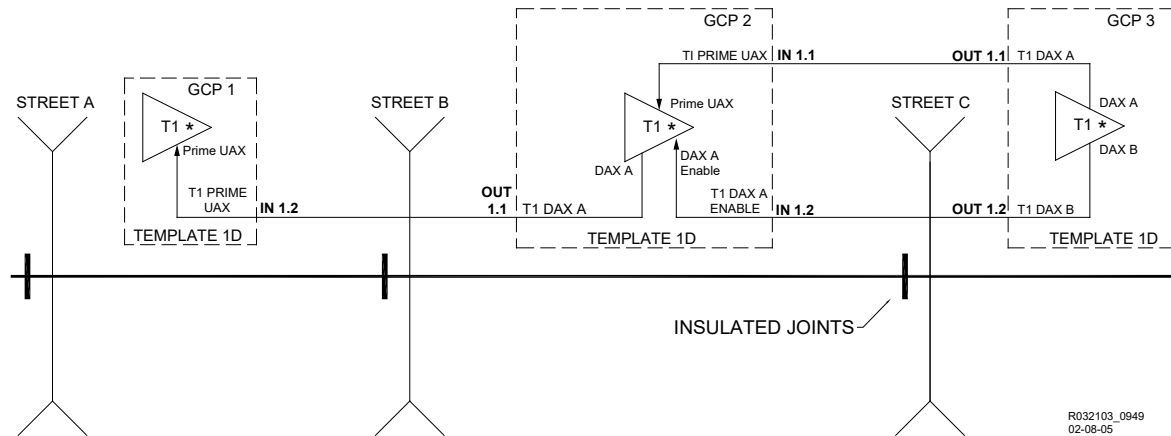 GCP 2
GCP 3
TI PRIME UAX IN 1.1
OUT 1.1 T1 DAX A
GCP 1
STREET A
STREET B
STREET C
T1 *
Prime UAX
Prime UAX
T1 *
DAX A
DAX A
Enable
DAX A
T1 *
DAX B
T1 PRIME
UAX
IN 1.2
OUT
1.1
T1 DAX A
T1 DAX A
ENABLE
IN 1.2
OUT 1.2
T1 DAX B
TEMPLATE 1D
TEMPLATE 1D
TEMPLATE 1D
INSULATED JOINTS
R032103_0949
02-08-05